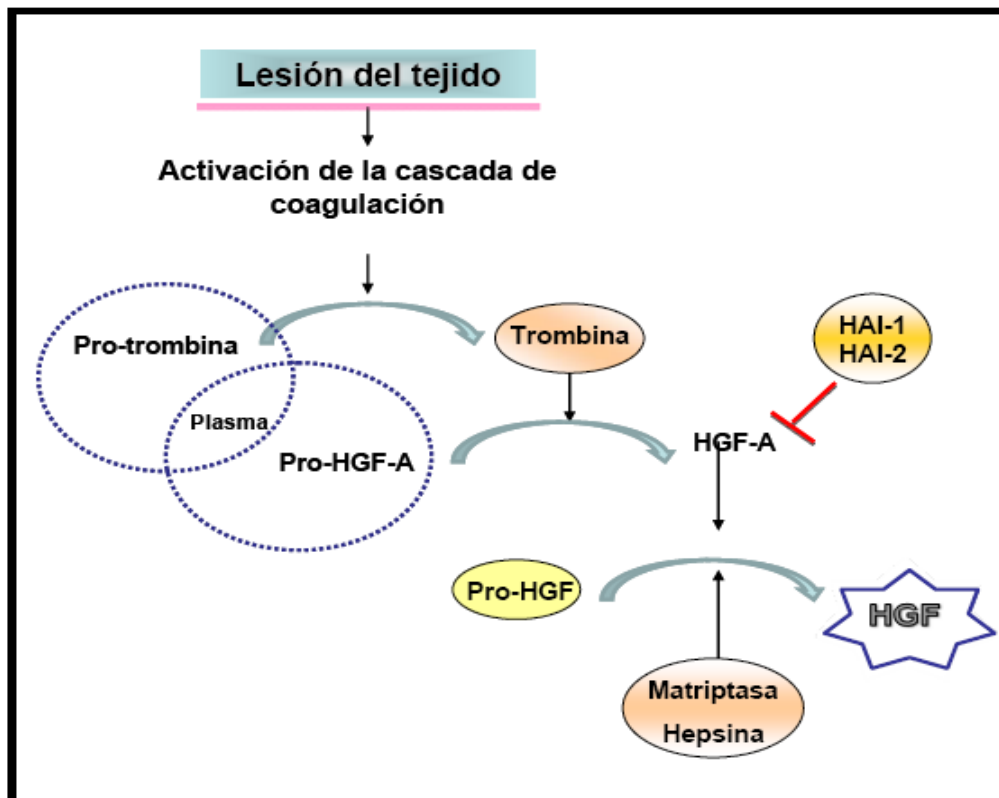 Lesión del tejido
Activación de la cascada de
coagulación
Pro-trombina
Trombina
HAI-1
HAI-2
Plasma
Pro-HGF-A
HGF-A
Pro-HGF
HGF
Matriptasa
Hepsina